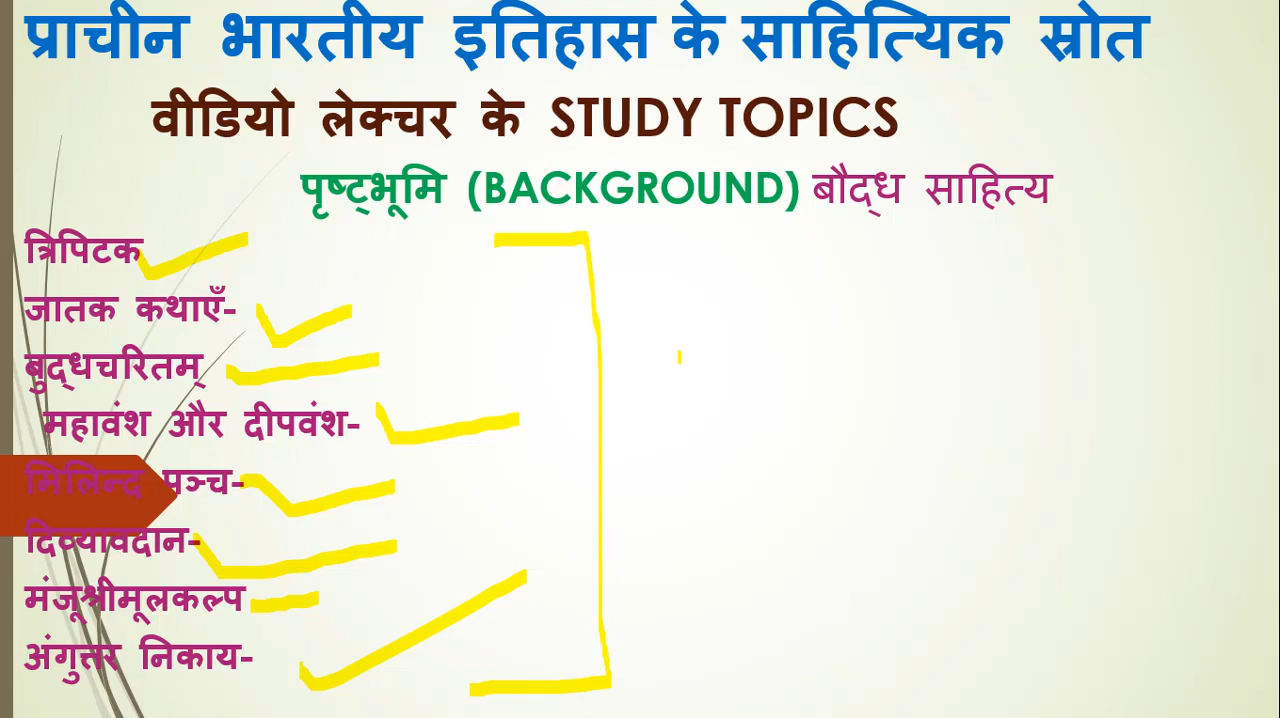 प्राचीन भारतीय इतिहास के साहित्यिक स्रोत
वीडियो लेक्चर के STUDY TOPICS
पृष्ट्भूमि (BACKGROUND) बौद्ध साहित्य
त्रिपिटक
जातक कथाएँ-
बुद्धचरितम्
महावंश और दीपवंश-
मिलिन्द पञ्च-
दिव्यावदान-
मंजूश्रीमूलकल्प
अंगुत्तर निकाय-